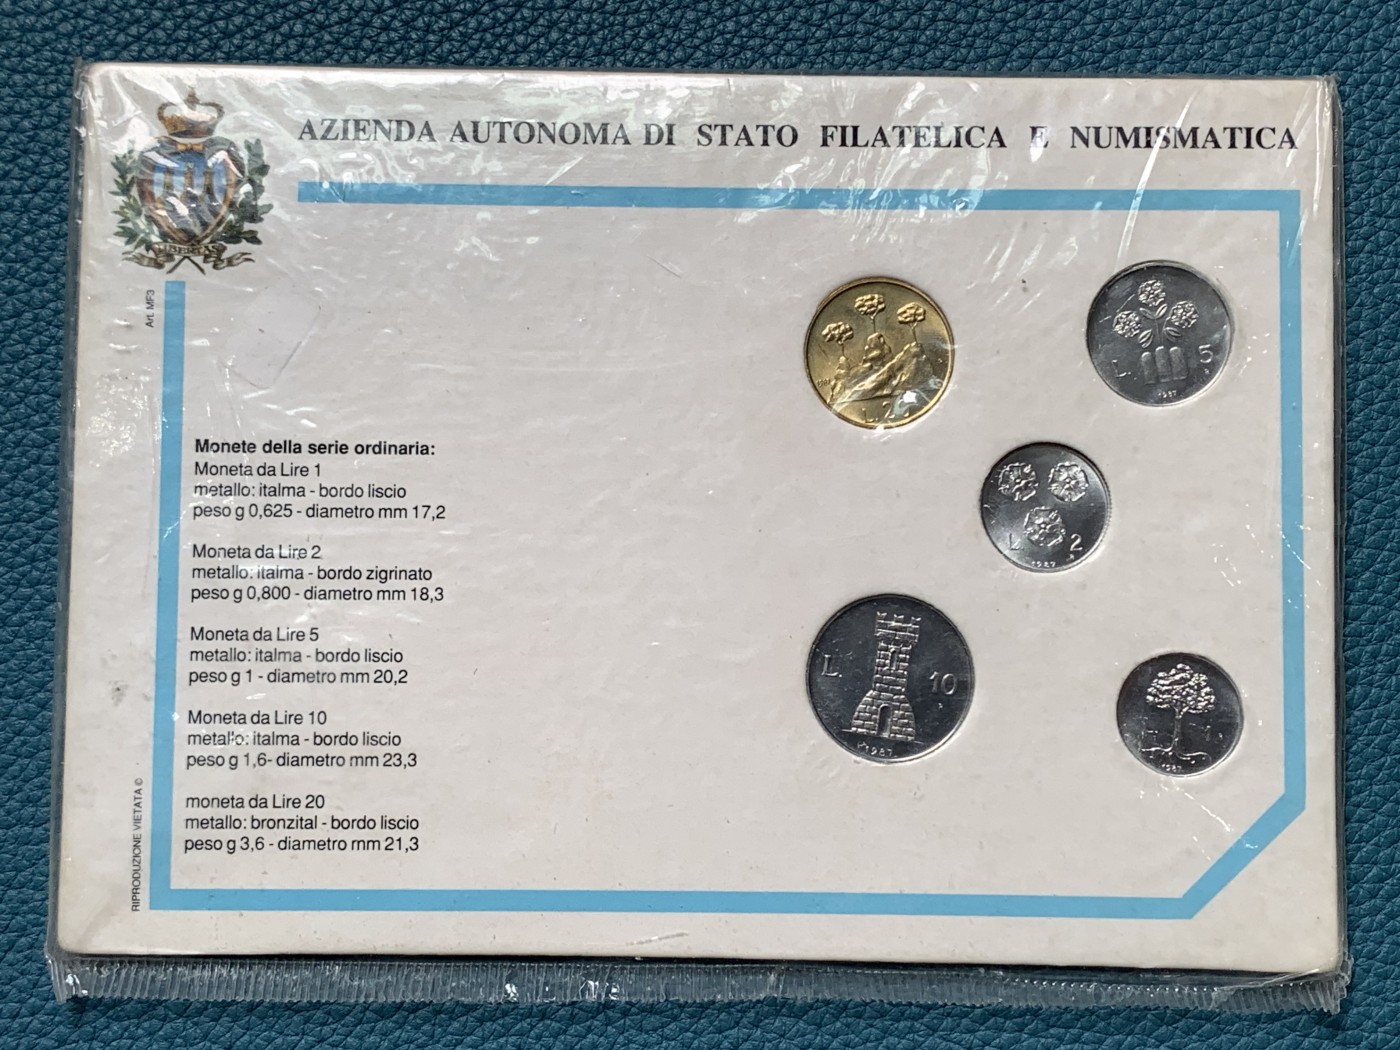 AZIENDA AUTONOMA DI STATO FILATELICA E NUMISMATICA
LIBERTAS
Art. MF3
Monete della serie ordinaria:
Moneta da Lire 1
metallo: italma - bordo liscio
peso g 0,625 - diametro mm 17,2
Moneta da Lire 2
metallo: italma - bordo zigrinato
peso g 0,800 - diametro mm 18,3
Moneta da Lire 5
metallo: italma - bordo liscio
peso g 1 - diametro mm 20,2
Moneta da Lire 10
metallo: italma - bordo liscio
peso g 1,6- diametro mm 23,3
moneta da Lire 20
metallo: bronzital - bordo liscio
peso g 3,6 - diametro mm 21,3
RIPRODUZIONE VIETATA ©
L. 5
1987
L 2
1987
L. 10
1987
1
1987